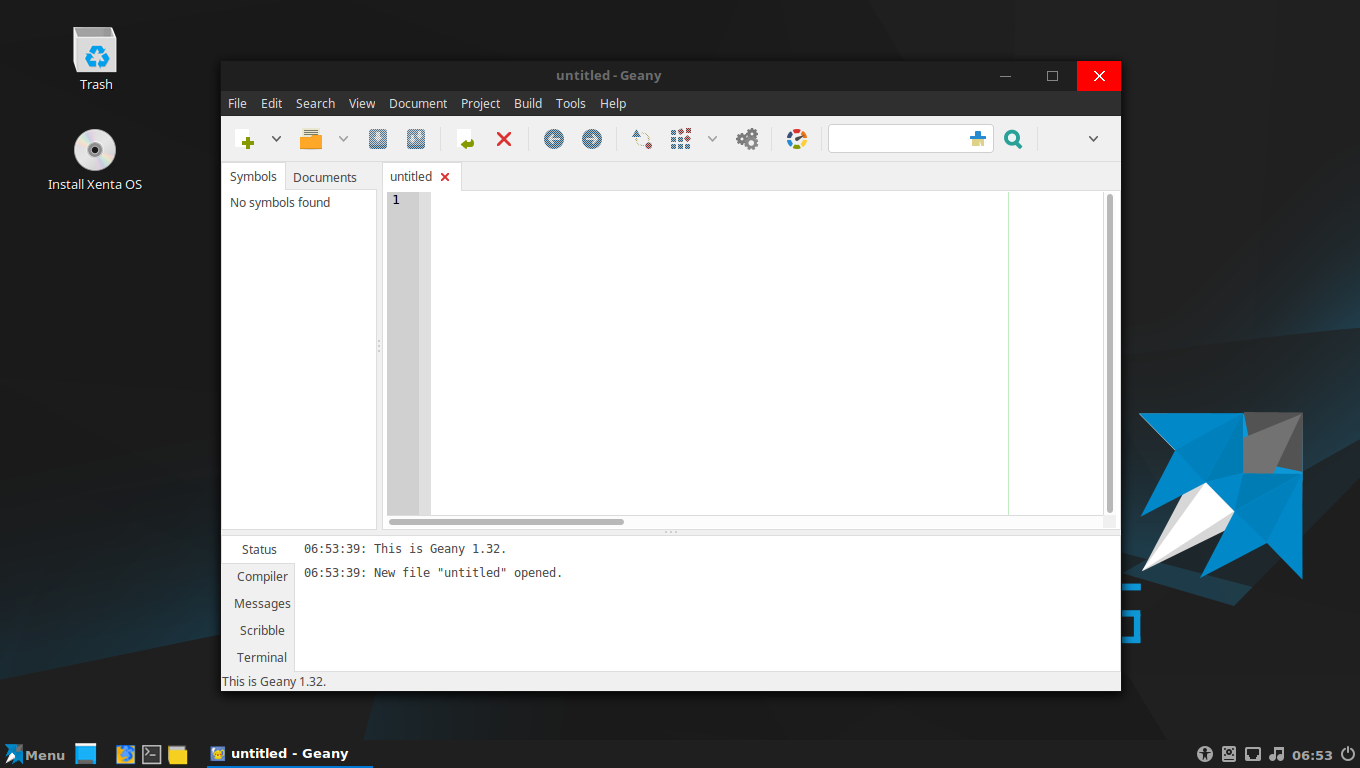 Trash
Install Xenta OS
untitled - Geany
File Edit Search View Document Project Build Tools Help
Symbols Documents
untitled
No symbols found
1
Status
06:53:39: This is Geany 1.32.
Compiler
06:53:39: New file "untitled" opened.
Messages
Scribble
Terminal
This is Geany 1.32.
Menu
untitled - Geany
06:53